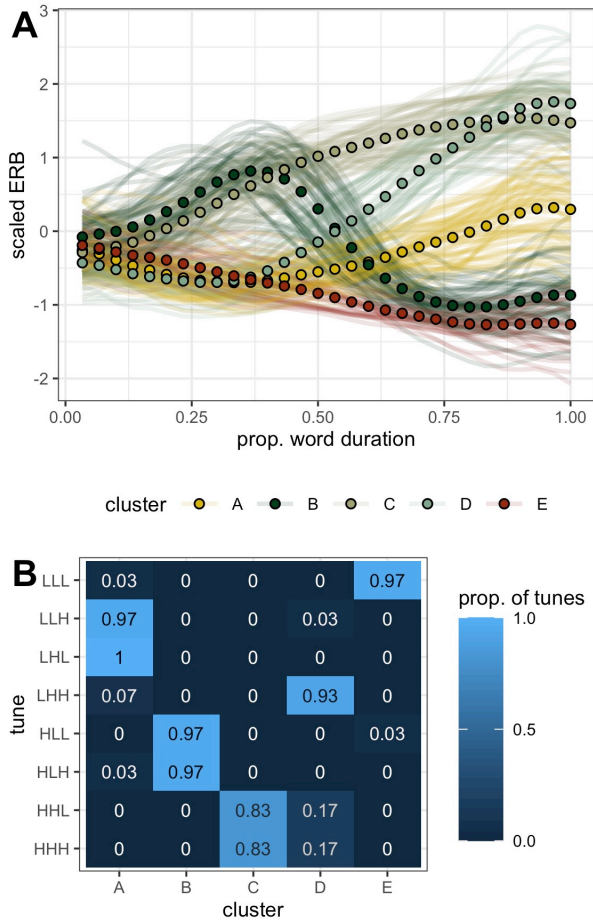 A
3
2
1
0
-1
-2
scaled ERB
0.00 0.25 0.50 0.75 1.00
prop. word duration
cluster A B C D E
B
LLL 0.03 0 0 0 0.97
LLH 0.97 0 0 0.03 0
LHL 1 0 0 0 0
LHH 0.07 0 0 0.93 0
HLL 0 0.97 0 0 0.03
HLH 0.03 0.97 0 0 0
HHL 0 0 0.83 0.17 0
HHH 0 0 0.83 0.17 0
tune
A B C D E
cluster
prop. of tunes
1.0
0.5
0.0